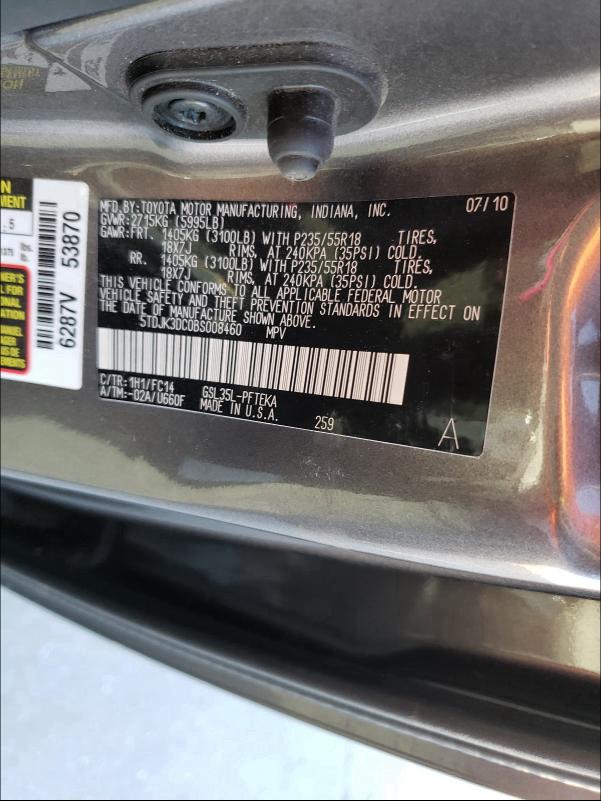 MFD.BY:TOYOTA MOTOR MANUFACTURING, INDIANA, INC. 07/10
GVWR:2715KG (5995LB)
GAWR:FRT. 1405KG (3100LB) WITH P235/55R18 TIRES,
18X7J RIMS, AT 240KPA (35PSI) COLD.
RR. 1405KG (3100LB) WITH P235/55R18 TIRES,
18X7J RIMS, AT 240KPA (35PSI) COLD.
THIS VEHICLE CONFORMS TO ALL APPLICABLE FEDERAL MOTOR
VEHICLE SAFETY AND THEFT PREVENTION STANDARDS IN EFFECT ON
THE DATE OF MANUFACTURE SHOWN ABOVE.
5TDJK3DC0BS008460 MPV
C/TR:1H1/FC14 GSL35L-PFTEKA
A/TM:-02A/U660F MADE IN U.S.A. 259
A
6287V 53870